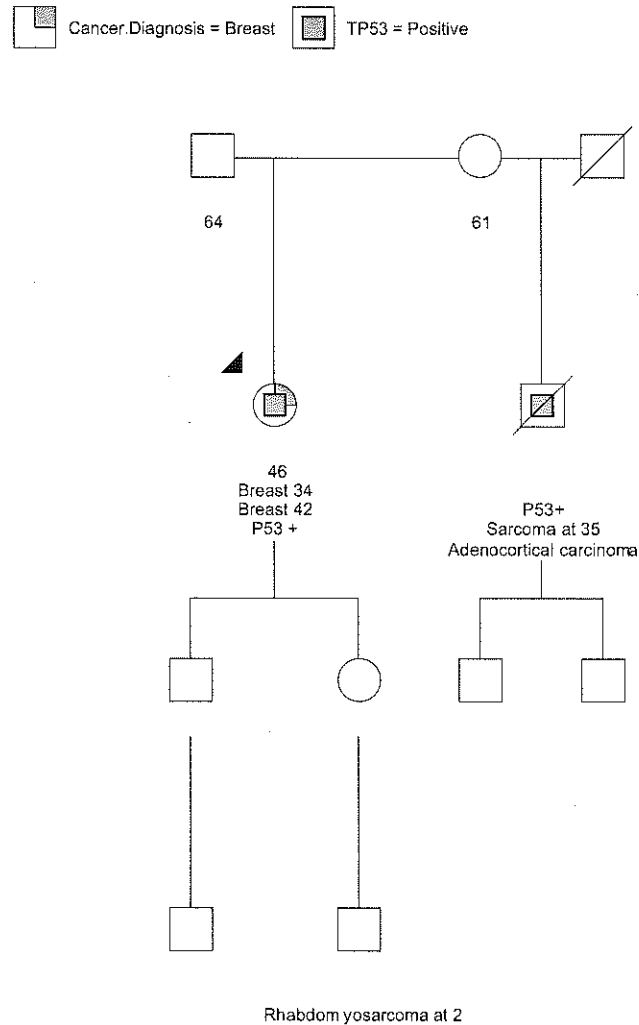 Cancer.Diagnosis = Breast TP53 = Positive
64 61
46
Breast 34
Breast 42
P53 +
P53+
Sarcoma at 35
Adenocortical carcinoma
Rhabdom yosarcoma at 2